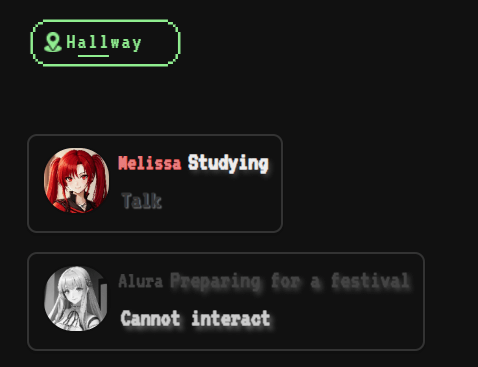 Hallway
Melissa Studying
Talk
Alura Preparing for a festival
Cannot interact